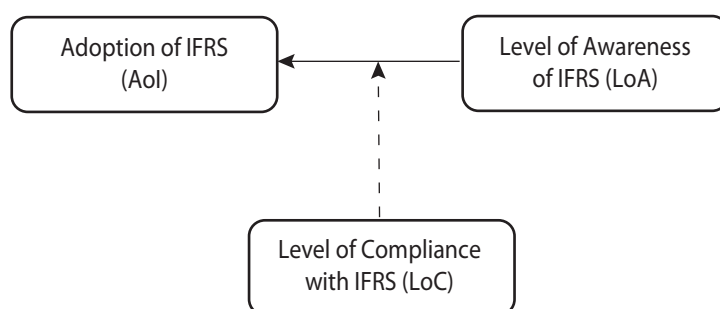 Adoption of IFRS
(AoI)
Level of Awareness
of IFRS (LoA)
Level of Compliance
with IFRS (LoC)